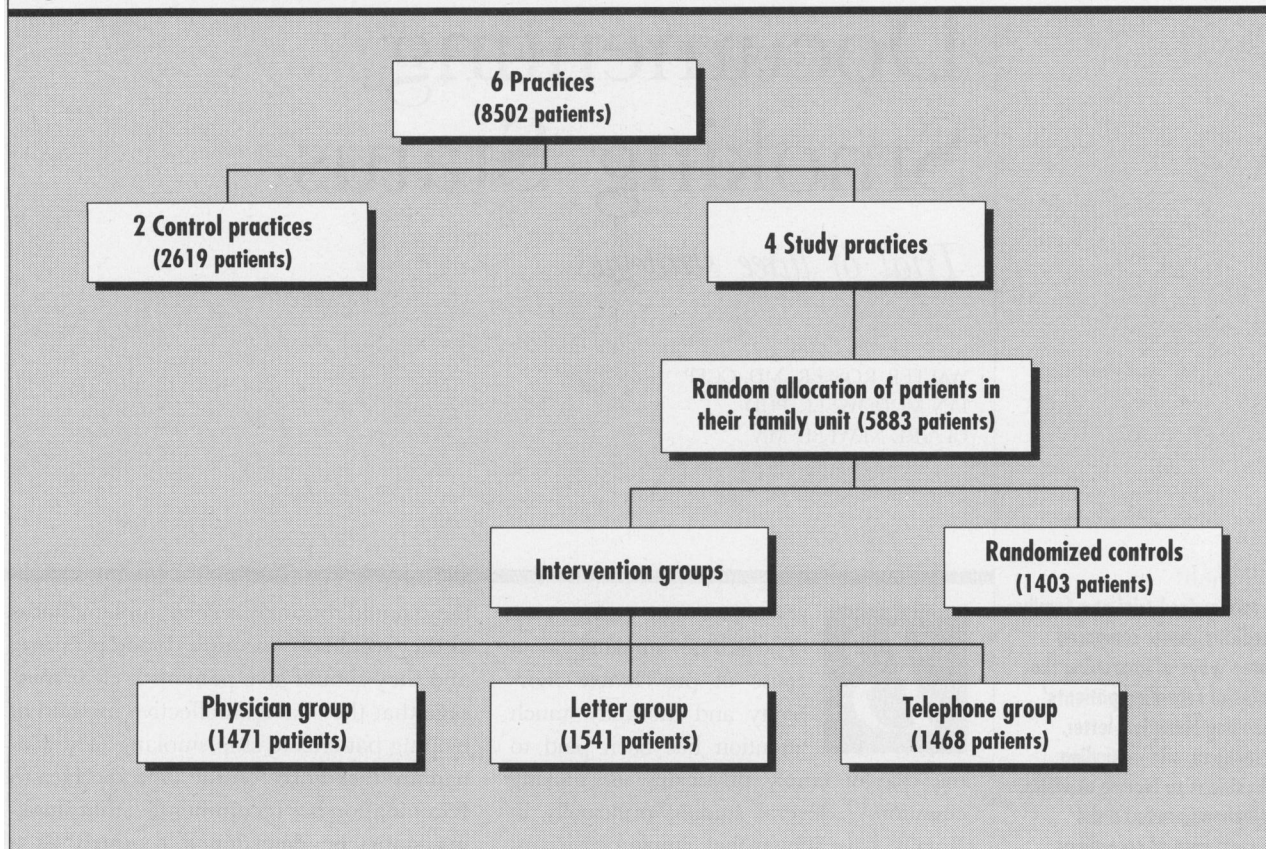 6 Practices
(8502 patients)
2 Control practices
(2619 patients)
4 Study practices
Random allocation of patients in
their family unit (5883 patients)
Intervention groups
Randomized controls
(1403 patients)
Physician group
(1471 patients)
Letter group
(1541 patients)
Telephone group
(1468 patients)